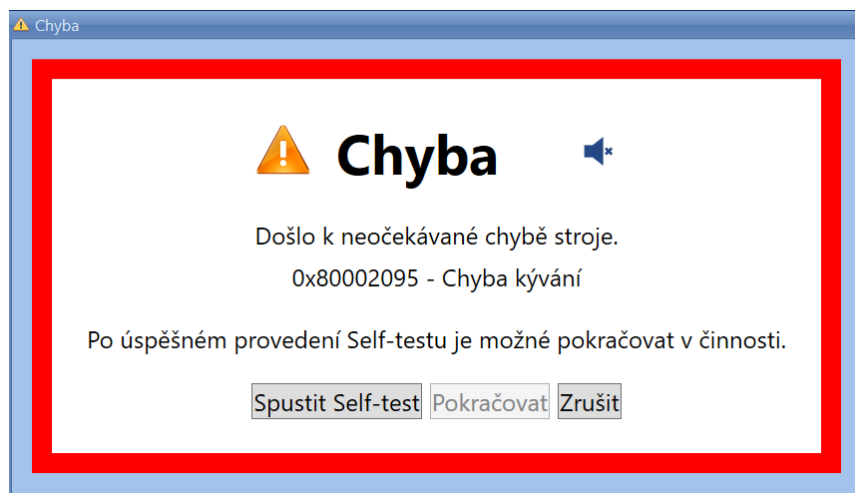 Chyba
Chyba
Došlo k neočekávané chybě stroje.
0x80002095 - Chyba kývání
Po úspěšném provedení Self-testu je možné pokračovat v činnosti.
Spustit Self-test Pokračovat Zrušit